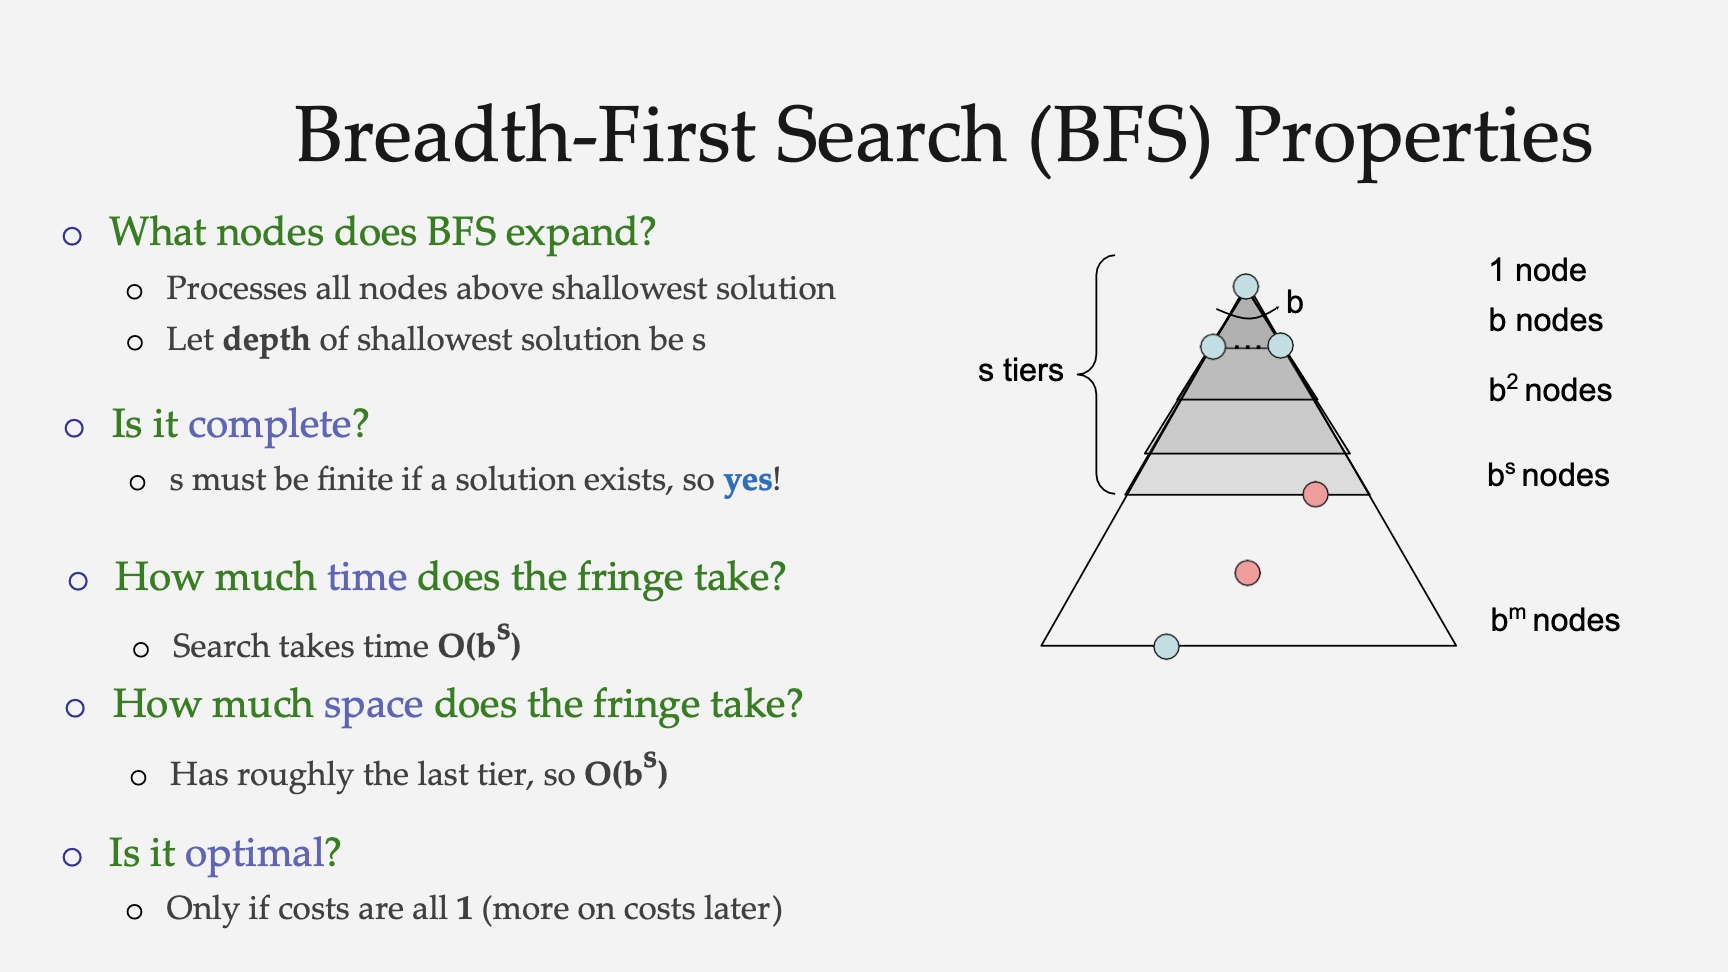 Breadth-First Search (BFS) Properties
What nodes does BFS expand?
Processes all nodes above shallowest solution
Let depth of shallowest solution be s
Is it complete?
s must be finite if a solution exists, so yes!
How much time does the fringe take?
Search takes time O(b^s)
How much space does the fringe take?
Has roughly the last tier, so O(b^s)
Is it optimal?
Only if costs are all 1 (more on costs later)
s tiers
b
...
1 node
b nodes
b^2 nodes
b^s nodes
b^m nodes